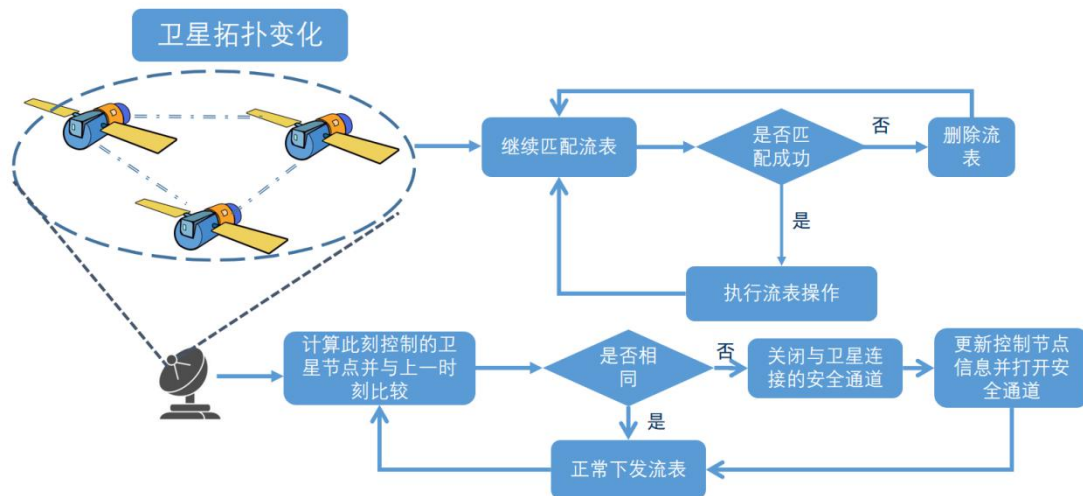 卫星拓扑变化
继续匹配流表
是否匹
配成功
否
删除流
表
是
执行流表操作
计算此刻控制的卫
星节点并与上一时
刻比较
是否相
同
否
关闭与卫星连
接的安全通道
更新控制节点
信息并打开安
全通道
是
正常下发流表